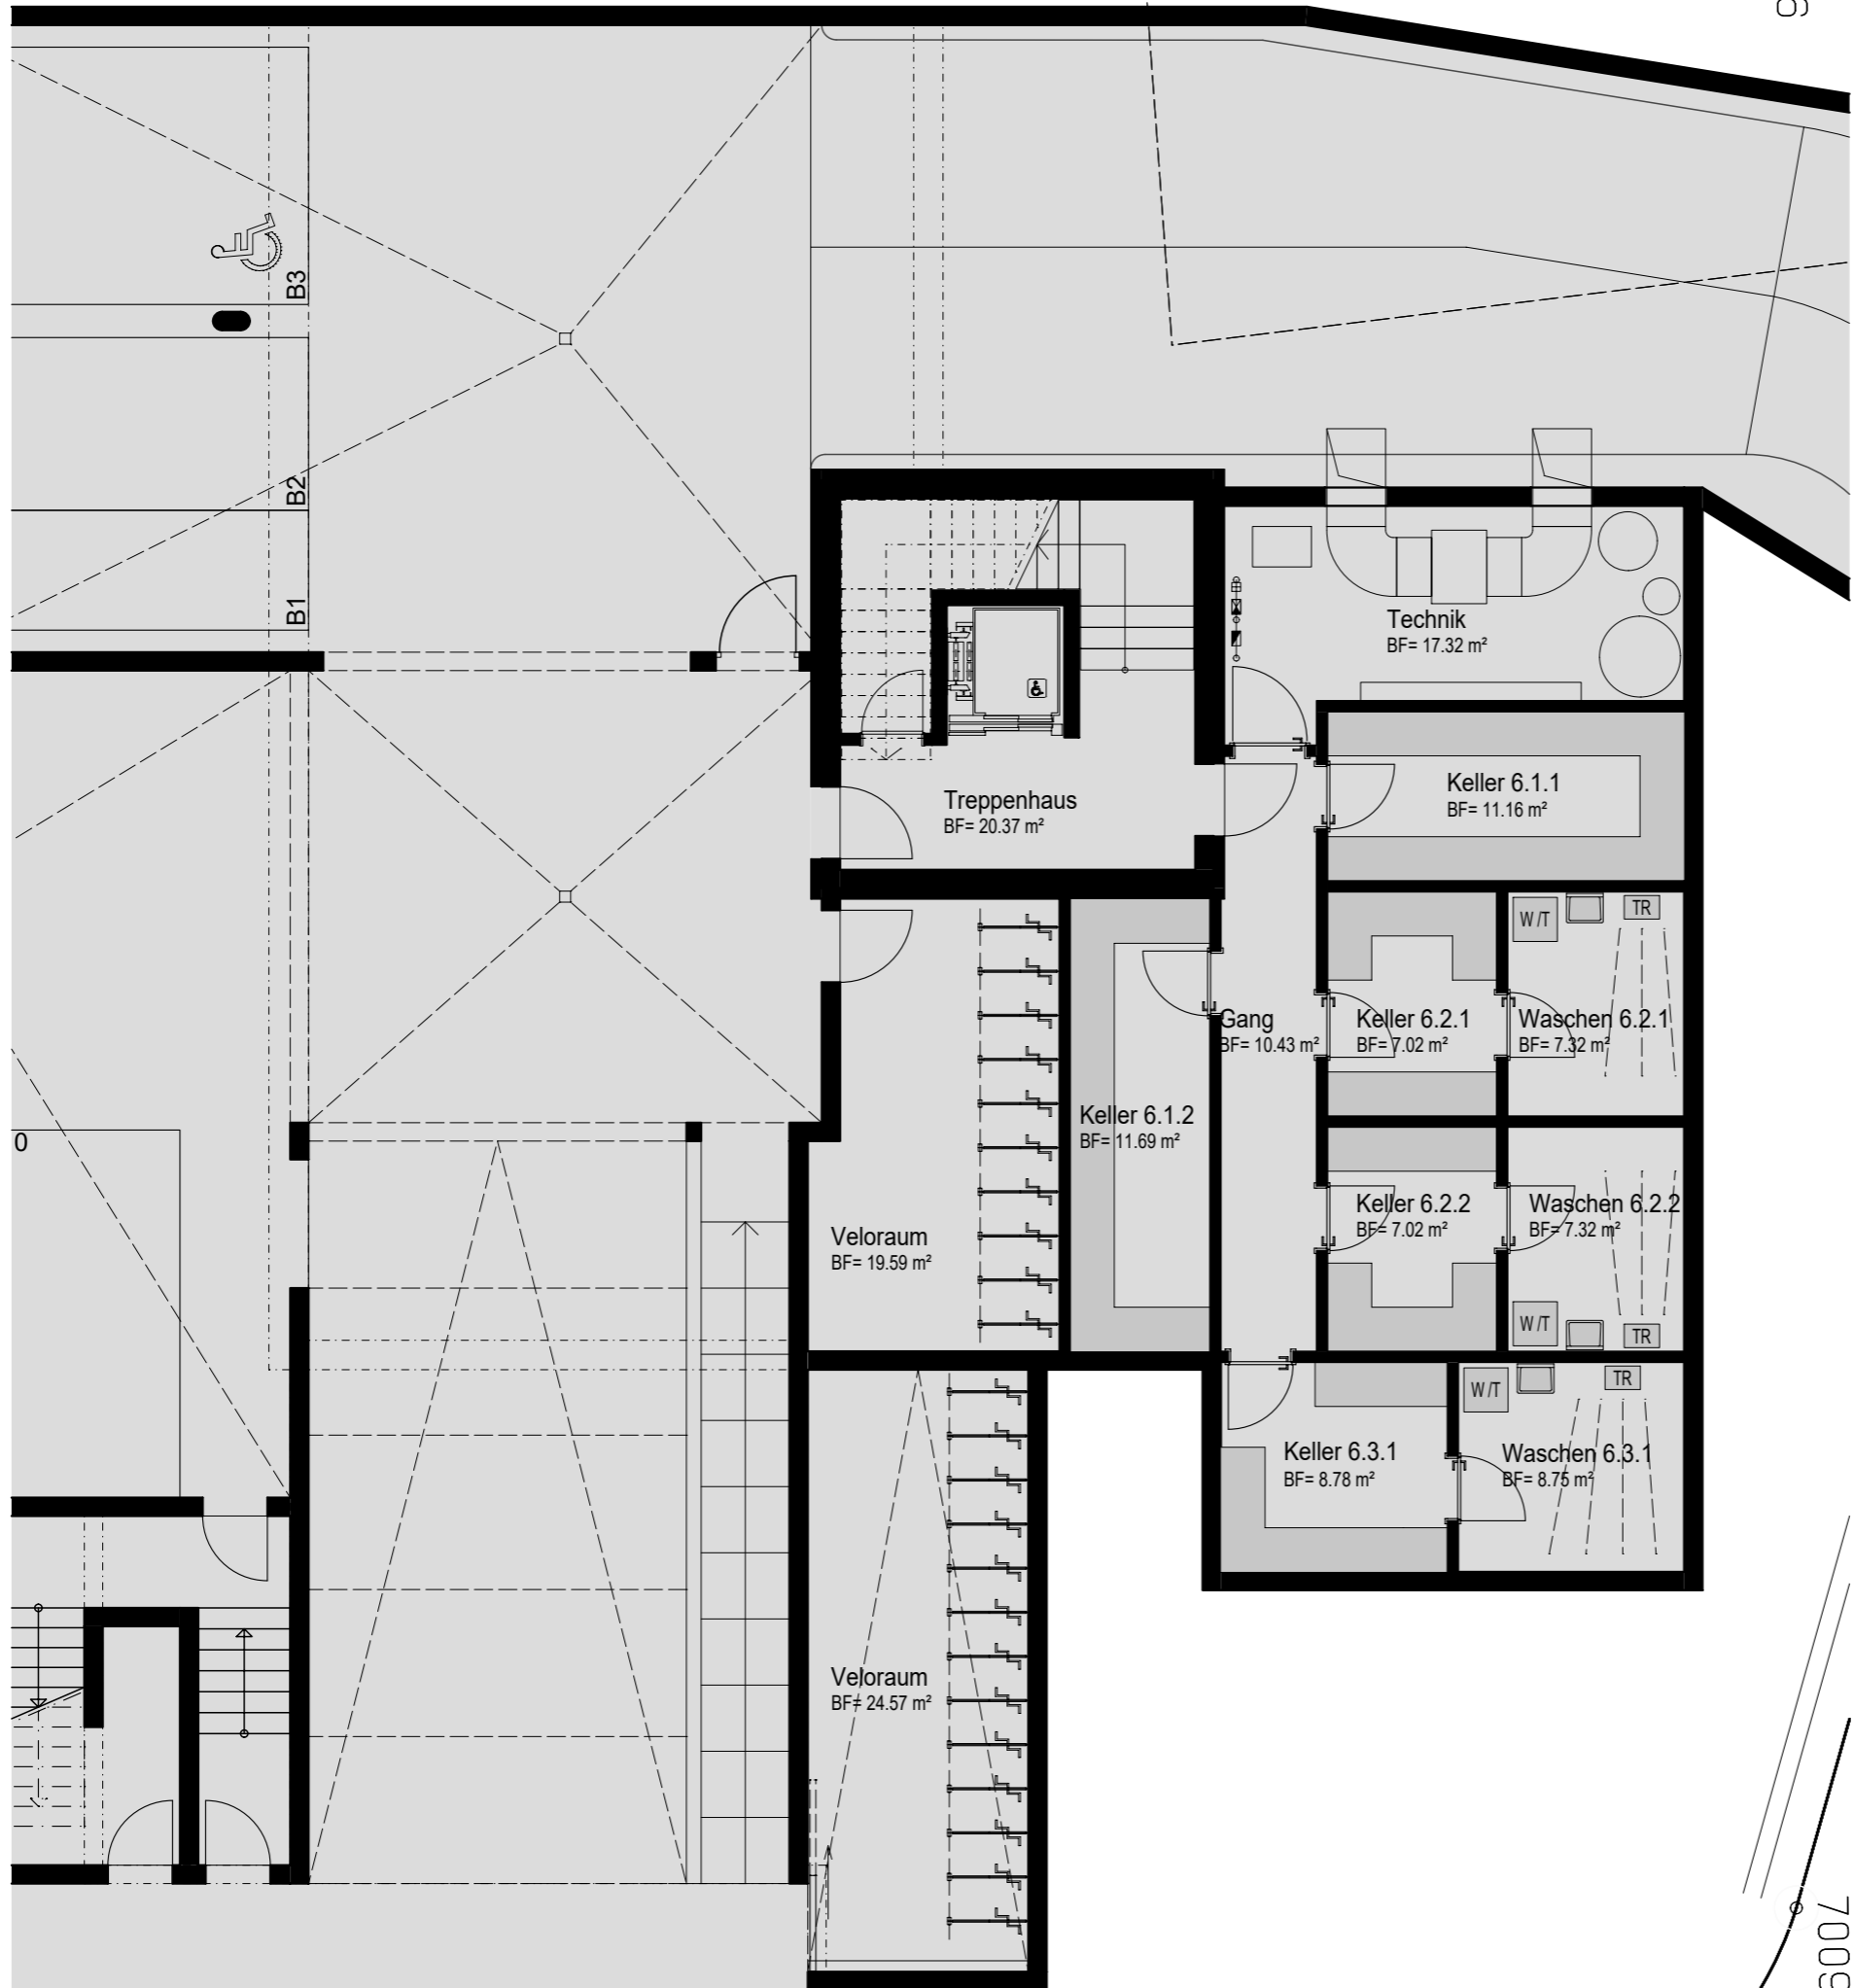 9
B3
B2
B1
Technik
BF= 17.32 m²
Keller 6.1.1
BF= 11.16 m²
Treppenhaus
BF= 20.37 m²
W/T
TR
Gang
BF= 10.43 m²
Keller 6.2.1
BF= 7.02 m²
Waschen 6.2.1
BF= 7.32 m²
Keller 6.1.2
BF= 11.69 m²
0
Keller 6.2.2
BF= 7.02 m²
Waschen 6.2.2
BF= 7.32 m²
Veloraum
BF= 19.59 m²
W/T
TR
W/T
TR
Keller 6.3.1
BF= 8.78 m²
Waschen 6.3.1
BF= 8.75 m²
Veloraum
BF= 24.57 m²
7009